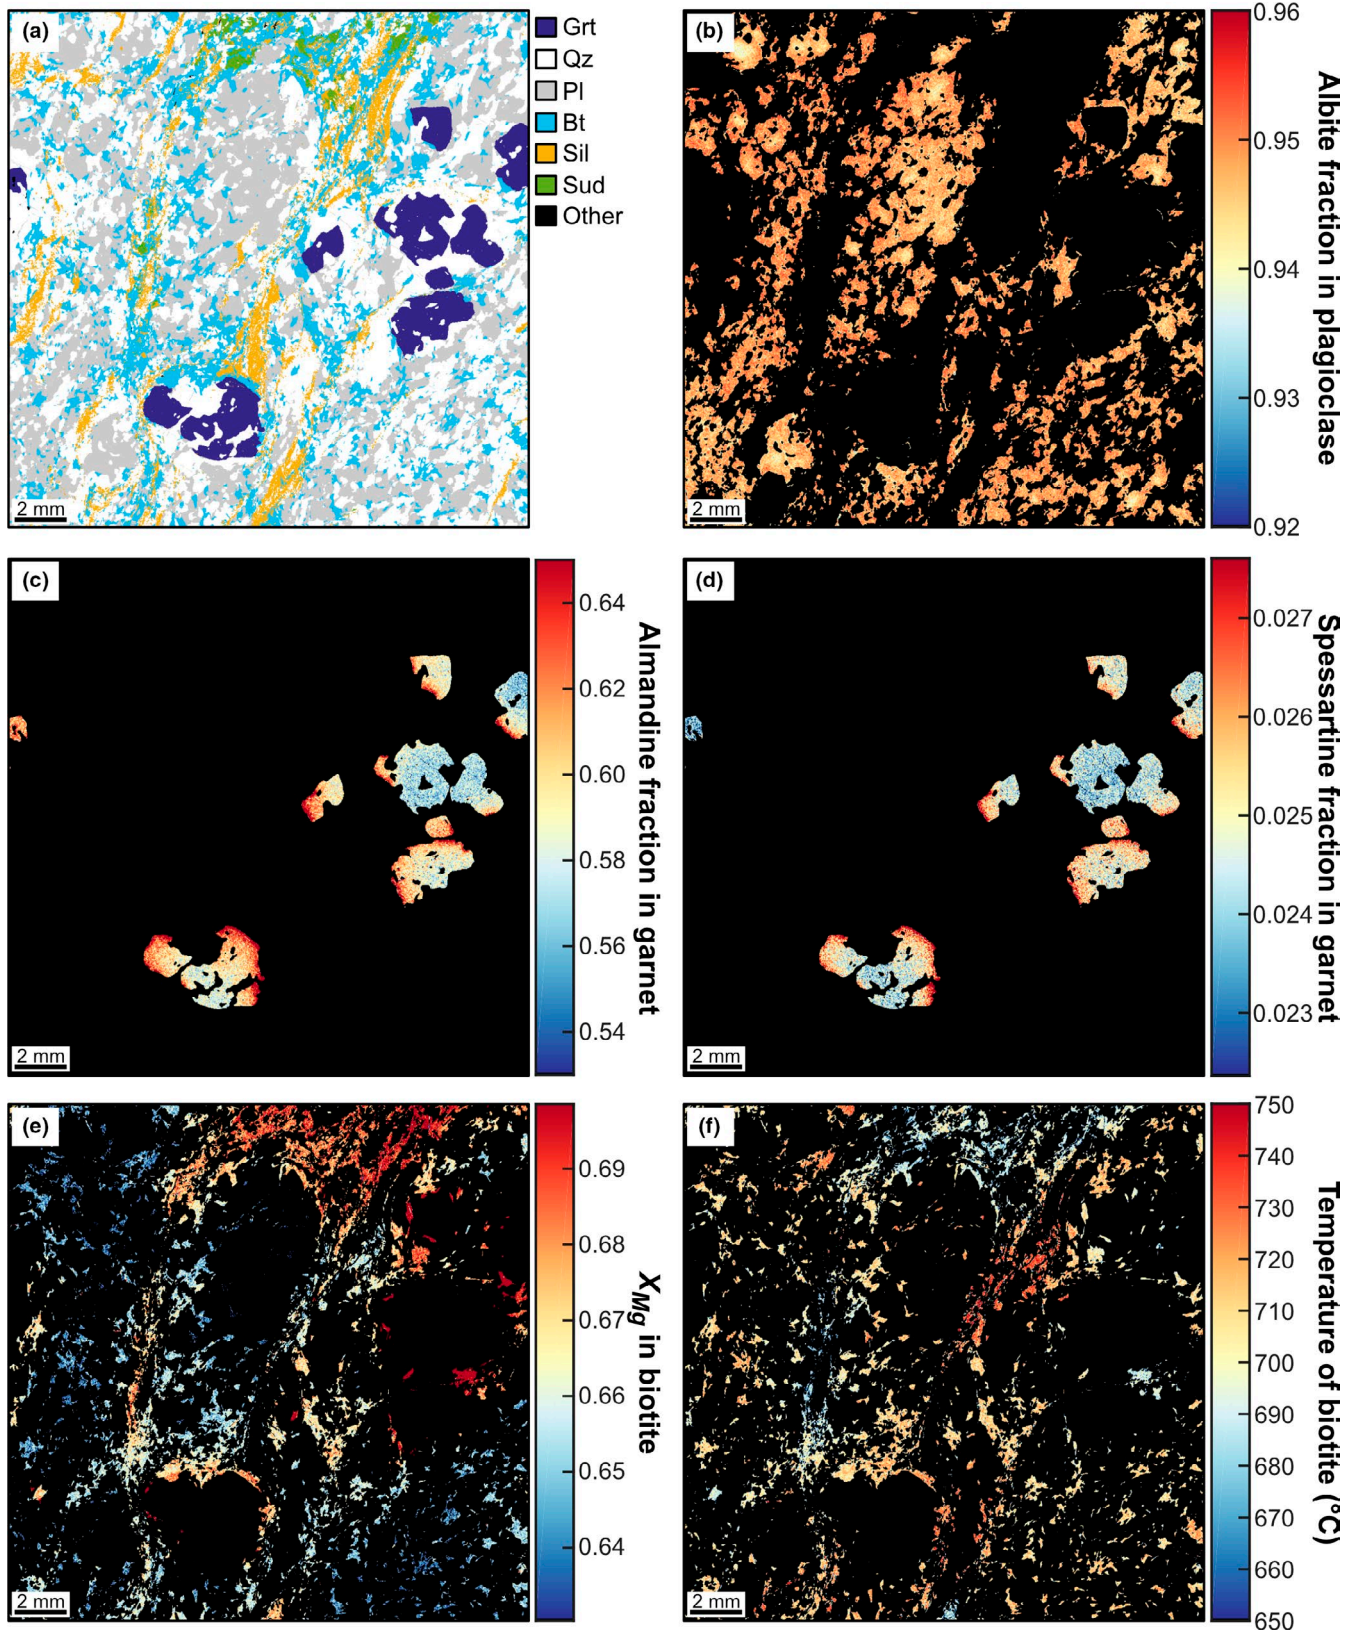 (a)
Grt
Qz
Pl
Bt
Sil
Sud
Other
2 mm
(b)
0.96
0.95
0.94
0.93
0.92
Albite fraction in plagioclase
2 mm
(c)
0.64
0.62
0.60
0.58
0.56
0.54
Almandine fraction in garnet
2 mm
(d)
0.027
0.026
0.025
0.024
0.023
Spessartine fraction in garnet
2 mm
(e)
0.69
0.68
0.67
0.66
0.65
0.64
XMg in biotite
2 mm
(f)
750
740
730
720
710
700
690
680
670
660
650
Temperature of biotite (°C)
2 mm